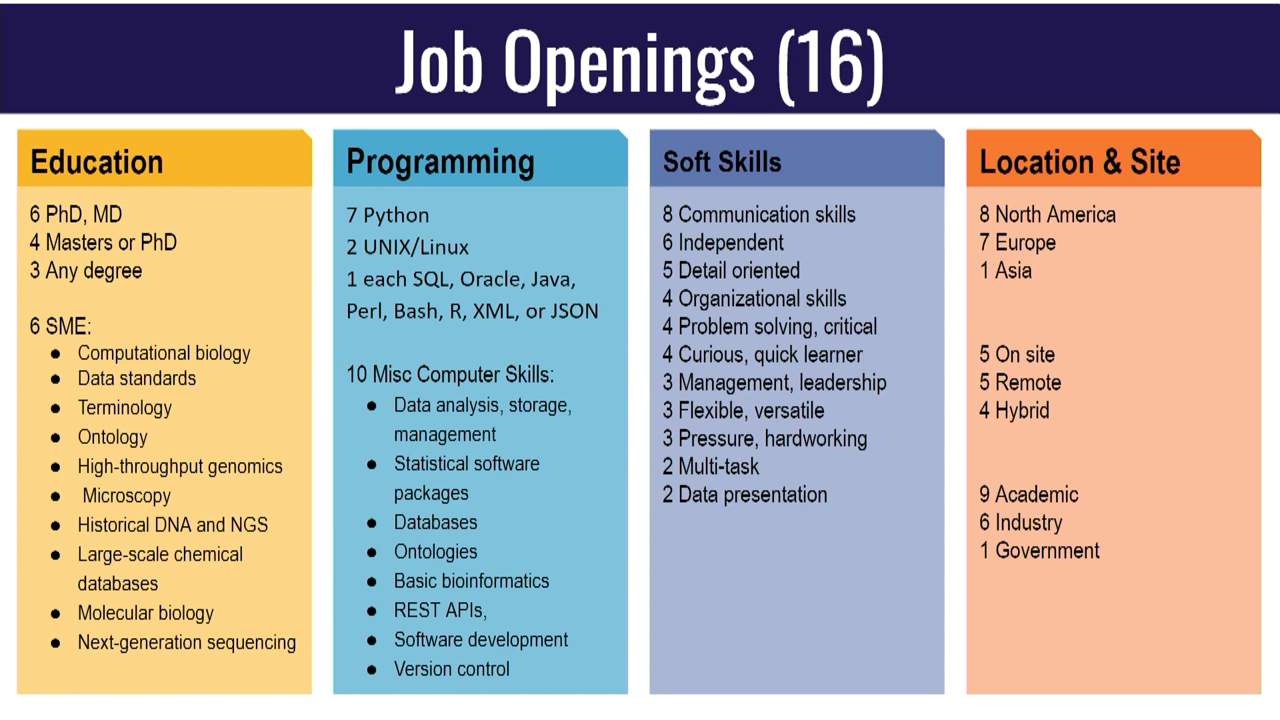 Job Openings (16)
Education
6 PhD, MD
4 Masters or PhD
3 Any degree
6 SME:
● Computational biology
● Data standards
● Terminology
● Ontology
● High-throughput genomics
● Microscopy
● Historical DNA and NGS
● Large-scale chemical
databases
● Molecular biology
● Next-generation sequencing
Programming
7 Python
2 UNIX/Linux
1 each SQL, Oracle, Java,
Perl, Bash, R, XML, or JSON
10 Misc Computer Skills:
● Data analysis, storage,
management
● Statistical software
packages
● Databases
● Ontologies
● Basic bioinformatics
● REST APIs,
● Software development
● Version control
Soft Skills
8 Communication skills
6 Independent
5 Detail oriented
4 Organizational skills
4 Problem solving, critical
4 Curious, quick learner
3 Management, leadership
3 Flexible, versatile
3 Pressure, hardworking
2 Multi-task
2 Data presentation
Location & Site
8 North America
7 Europe
1 Asia
5 On site
5 Remote
4 Hybrid
9 Academic
6 Industry
1 Government